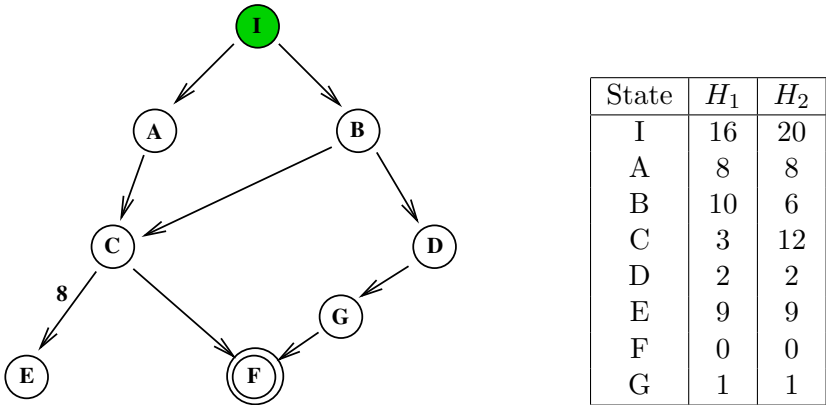 I
A
B
C
D
8
G
E
F
State H₁ H₂
I 16 20
A 8 8
B 10 6
C 3 12
D 2 2
E 9 9
F 0 0
G 1 1